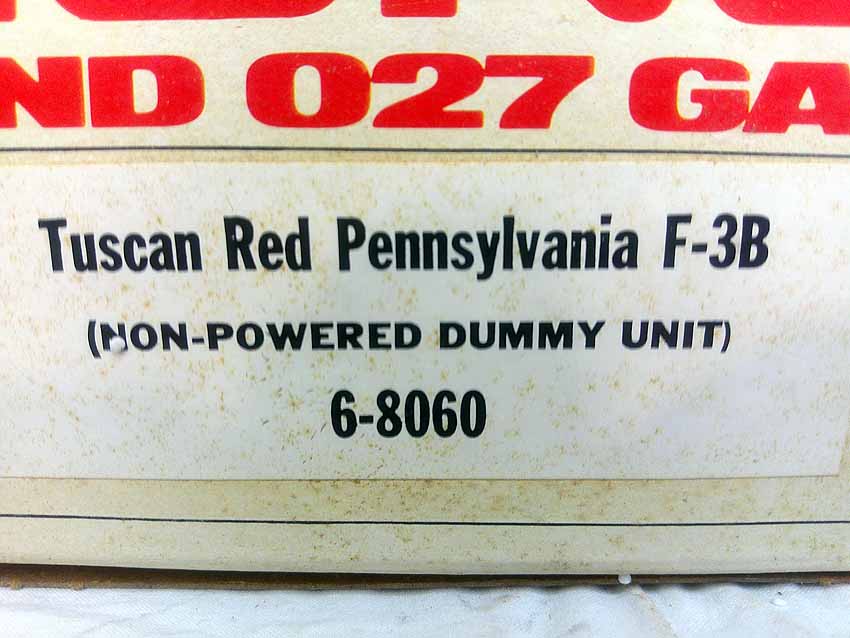 ND 027 GA
Tuscan Red Pennsylvania F-3B
(NON-POWERED DUMMY UNIT)
6-8060